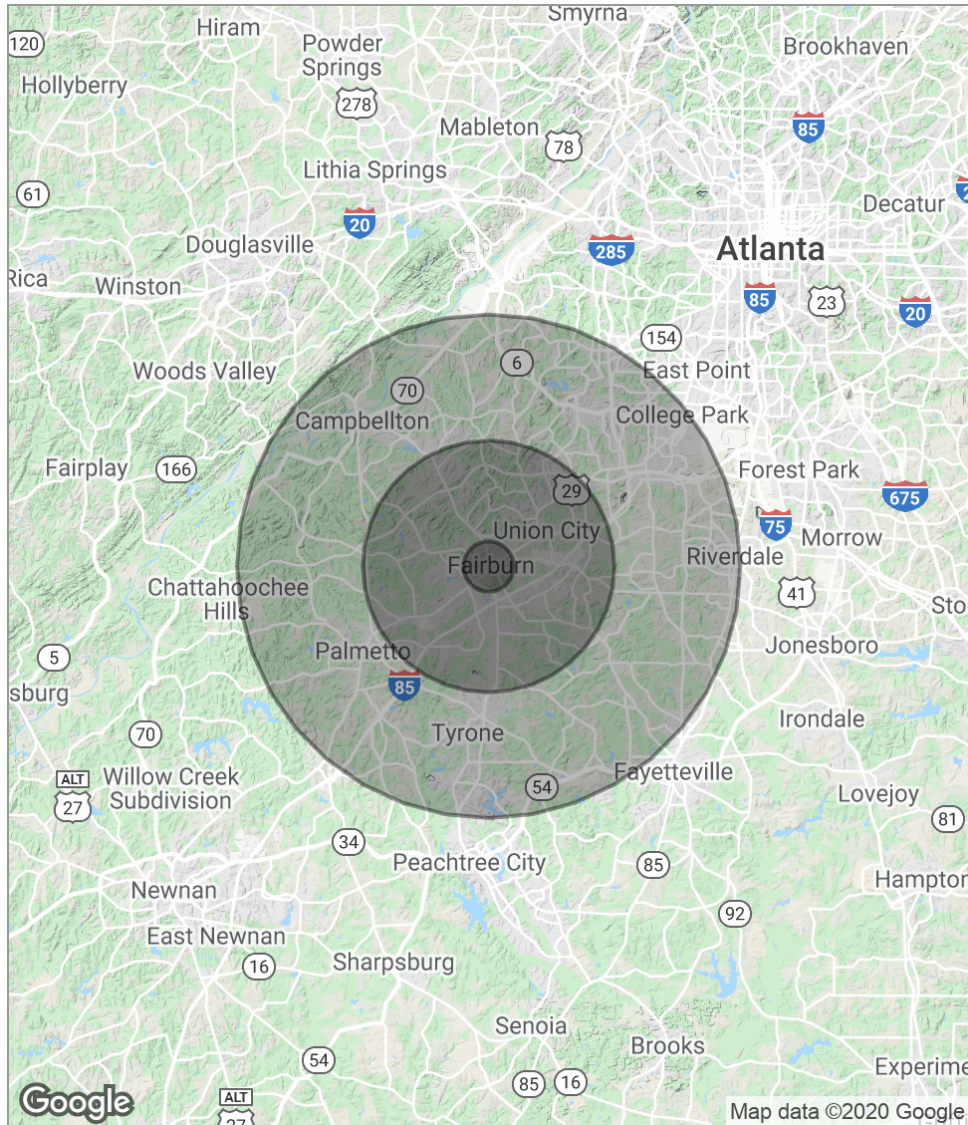 Smyrna
Hiram
120
Powder
Springs
Brookhaven
Hollyberry
278
85
Mableton
78
Lithia Springs
61
20
Decatur
2
Douglasville
285
Atlanta
Rica
Winston
85
23
20
154
6
Woods Valley
East Point
70
Campbellton
College Park
Fairplay
166
Forest Park
29
675
Union City
75
Morrow
Fairburn
Riverdale
Chattahoochee
Hills
41
Sto
Palmetto
Jonesboro
5
85
sburg
Irondale
70
Tyrone
ALT
27
Willow Creek
Subdivision
Fayetteville
54
Lovejoy
81
34
Peachtree City
85
Newnan
Hampton
92
East Newnan
16
Sharpsburg
Senoia
Brooks
54
Experime
85
16
ALT
27
Google
Map data ©2020 Google